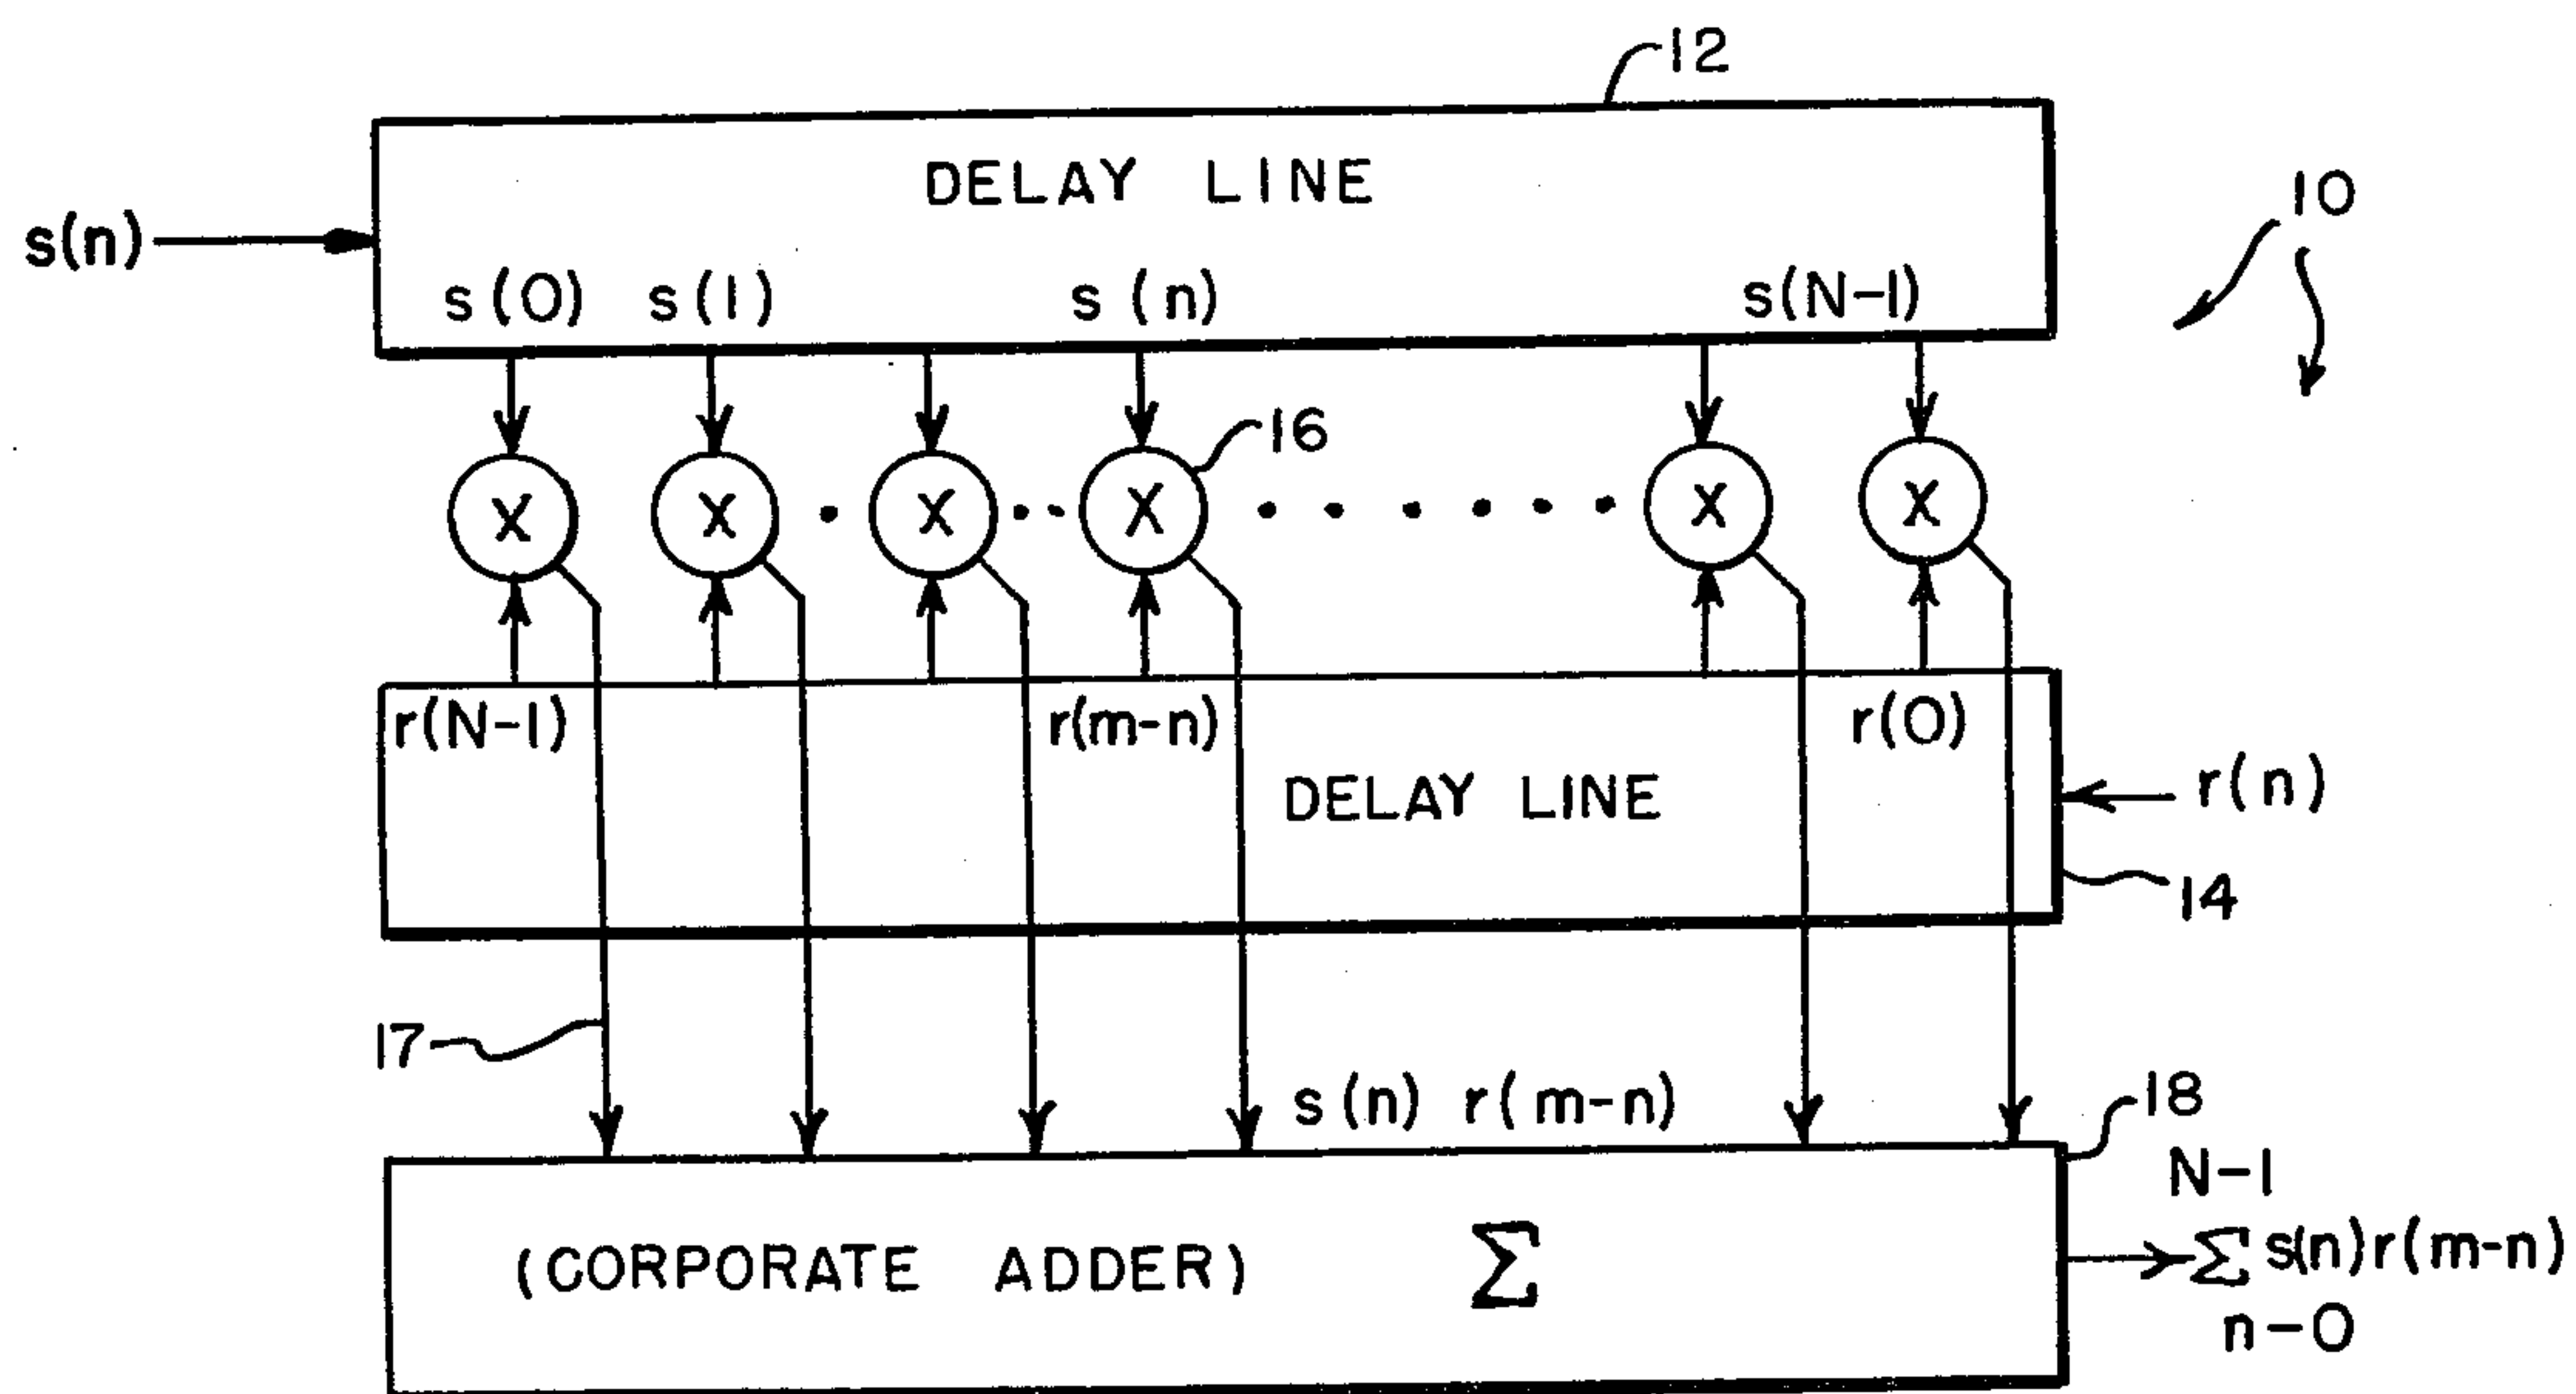 12
DELAY LINE
10
s(n)
s(0) s(1) s(n) s(N-1)
16
X X X X X X
r(N-1) r(m-n) r(0)
DELAY LINE
r(n)
14
17
s(n) r(m-n)
18
N-1
(CORPORATE ADDER) Σ
Σ s(n)r(m-n)
n-0